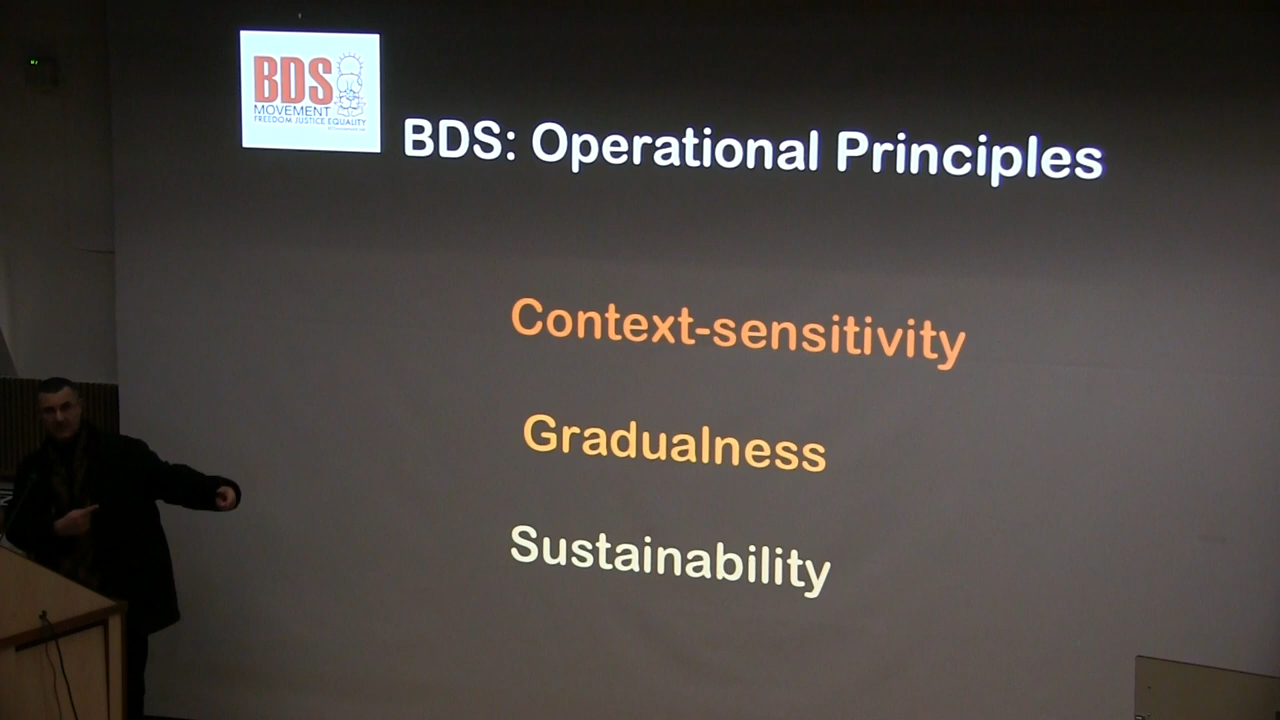 BDS
MOVEMENT
FREEDOM JUSTICE EQUALITY
BDS: Operational Principles
Context-sensitivity
Gradualness
Sustainability